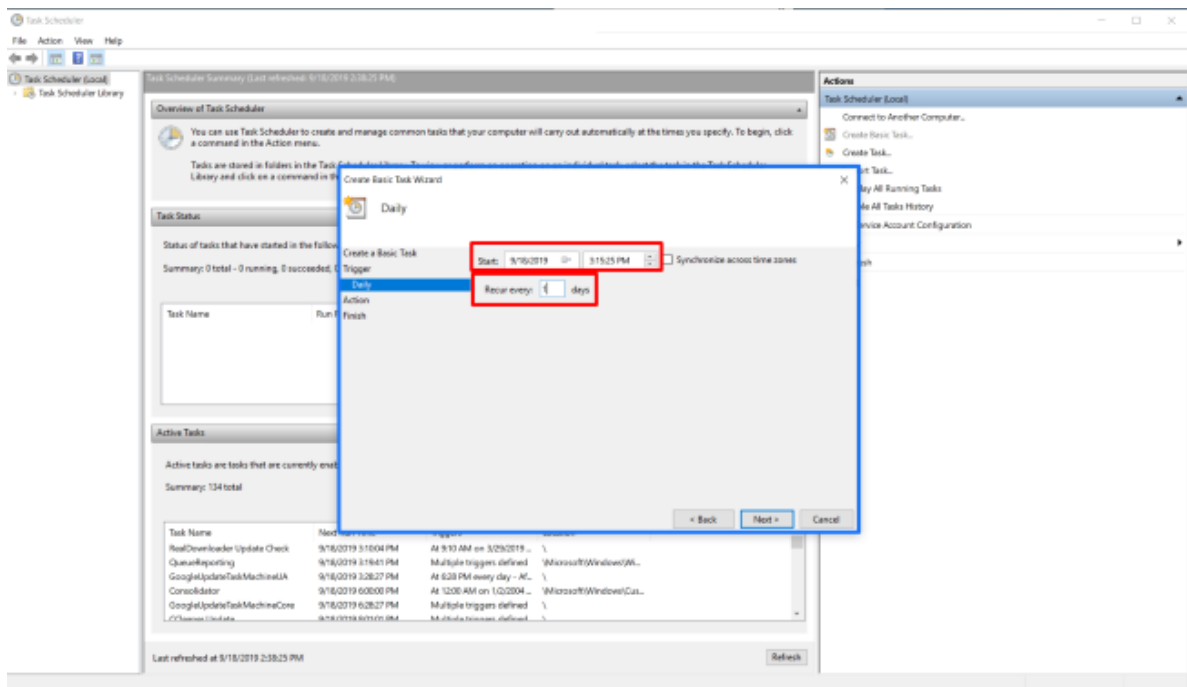 Task Scheduler
File Action View Help
Task Scheduler (Local)
Task Scheduler Library
Task Scheduler Summary (Last refreshed: 9/18/2019 2:38:25 PM)
Overview of Task Scheduler
You can use Task Scheduler to create and manage common tasks that your computer will carry out automatically at the times you specify. To begin, click
a command in the Action menu.
Tasks are stored in folders in the Task
Library and click on a command in th
Task Status
Status of tasks that have started in the follow
Summary: 0 total - 0 running, 0 succeeded,
Task Name Run
Active Tasks
Active tasks are tasks that are currently enab
Summary: 134 total
Task Name
RealDownloader Update Check 9/18/2019 3:10:04 PM At 9:10 AM on 3/29/2019 ... \
QueueReporting 9/18/2019 3:19:41 PM Multiple triggers defined \Microsoft\Windows\Wi...
GoogleUpdateTaskMachineUA 9/18/2019 3:28:27 PM At 6:28 PM every day - Af... \
Consolidator 9/18/2019 6:00:00 PM At 12:00 AM on 1/2/2004 ... \Microsoft\Windows\Cus...
GoogleUpdateTaskMachineCore 9/18/2019 6:28:27 PM Multiple triggers defined \
Last refreshed at 9/18/2019 2:38:25 PM
Refresh
Create Basic Task Wizard
Daily
Create a Basic Task
Trigger
Daily
Action
Finish
Start: 9/18/2019 3:15:25 PM Synchronize across time zones
Recur every: 1 days
< Back Next > Cancel
Actions
Task Scheduler (Local)
Connect to Another Computer...
Create Basic Task...
Create Task...
rt Task...
lay All Running Tasks
le All Tasks History
ervice Account Configuration
sh